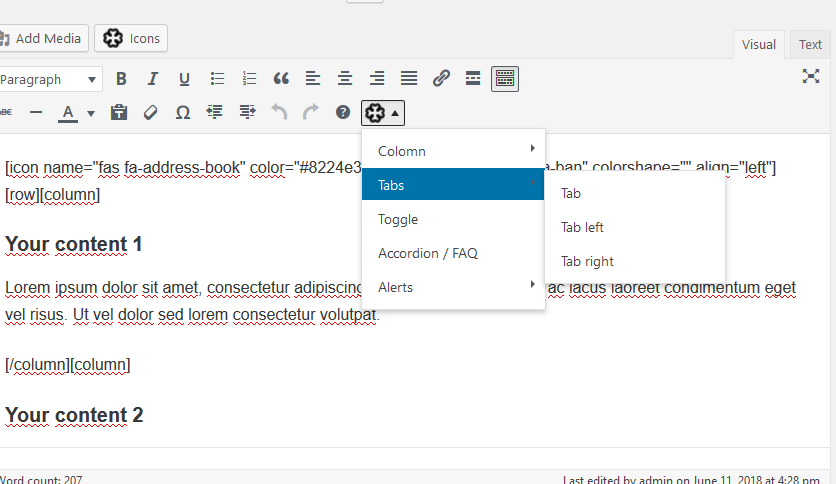 Add Media Icons
Visual Text
Paragraph B I U
ABC A Ω
[icon name="fas fa-address-book" color="#8224e3 a-ban" colorshape="" align="left"]
[row][column]
Colomn
Tabs
Toggle
Accordion / FAQ
Alerts
Tab
Tab left
Tab right
Your content 1
Lorem ipsum dolor sit amet, consectetur adipiscing ac lacus laoreet condimentum eget
vel risus. Ut vel dolor sed lorem consectetur volutpat.
[/column][column]
Your content 2
Word count: 207 Last edited by admin on June 11, 2018 at 4:28 pm